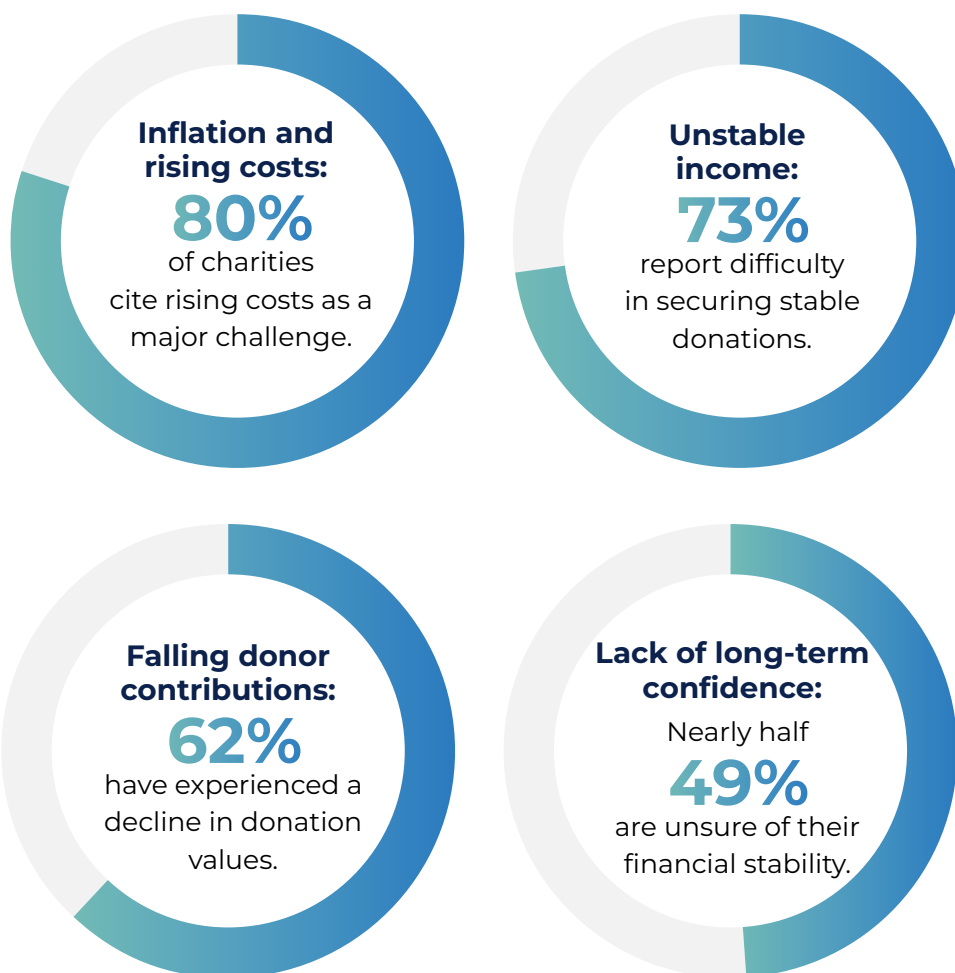 Inflation and
rising costs:
80%
of charities
cite rising costs as a
major challenge.
Unstable
income:
73%
report difficulty
in securing stable
donations.
Falling donor
contributions:
62%
have experienced a
decline in donation
values.
Lack of long-term
confidence:
Nearly half
49%
are unsure of their
financial stability.